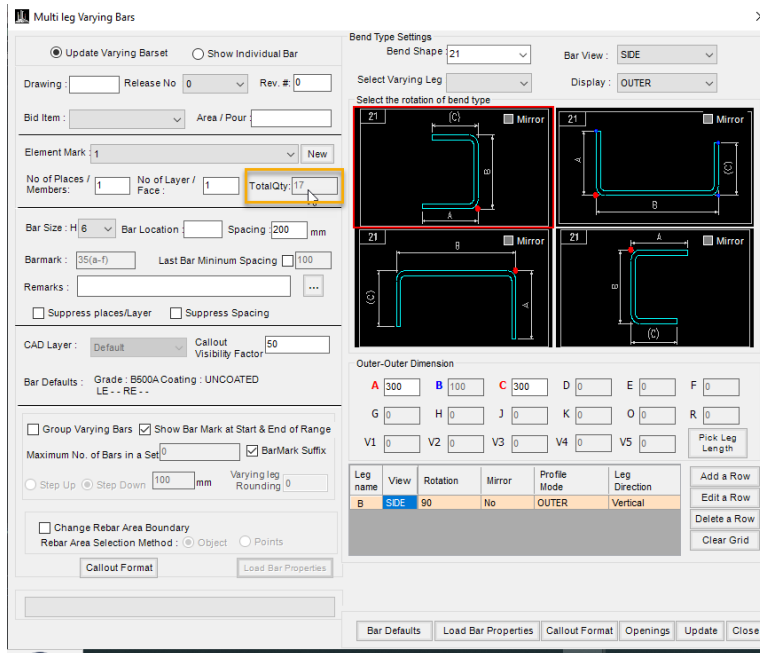 Multi leg Varying Bars
Update Varying Barset Show Individual Bar
Drawing : Release No 0 Rev. #: 0
Bid Item : Area / Pour :
Element Mark : 1 New
No of Places / Members: 1 No of Layer / Face : 1 TotalQty: 17
Bar Size : H 6 Bar Location : Spacing : 200 mm
Barmark : 35(a-f) Last Bar Mininum Spacing 100
Remarks : ...
Suppress places/Layer Suppress Spacing
CAD Layer : Default Callout Visibility Factor 50
Bar Defaults : Grade : B500A Coating : UNCOATED
LE - - RE - -
Group Varying Bars Show Bar Mark at Start & End of Range
Maximum No. of Bars in a Set 0 BarMark Suffix
Step Up Step Down 100 mm Varying leg Rounding 0
Change Rebar Area Boundary
Rebar Area Selection Method : Object Points
Callout Format Load Bar Properties
Bend Type Settings
Bend Shape : 21 Bar View : SIDE
Select Varying Leg Display : OUTER
Select the rotation of bend type
21 (C) Mirror B A
21 Mirror A (C) B
21 B Mirror (C) A
21 A Mirror B (C)
Outer-Outer Dimension
A 300 B 100 C 300 D 0 E 0 F 0
G 0 H 0 J 0 K 0 O 0 R 0
V1 0 V2 0 V3 0 V4 0 V5 0 Pick Leg Length
Leg name View Rotation Mirror Profile Mode Leg Direction
B SIDE 90 No OUTER Vertical
Add a Row
Edit a Row
Delete a Row
Clear Grid
Bar Defaults Load Bar Properties Callout Format Openings Update Close